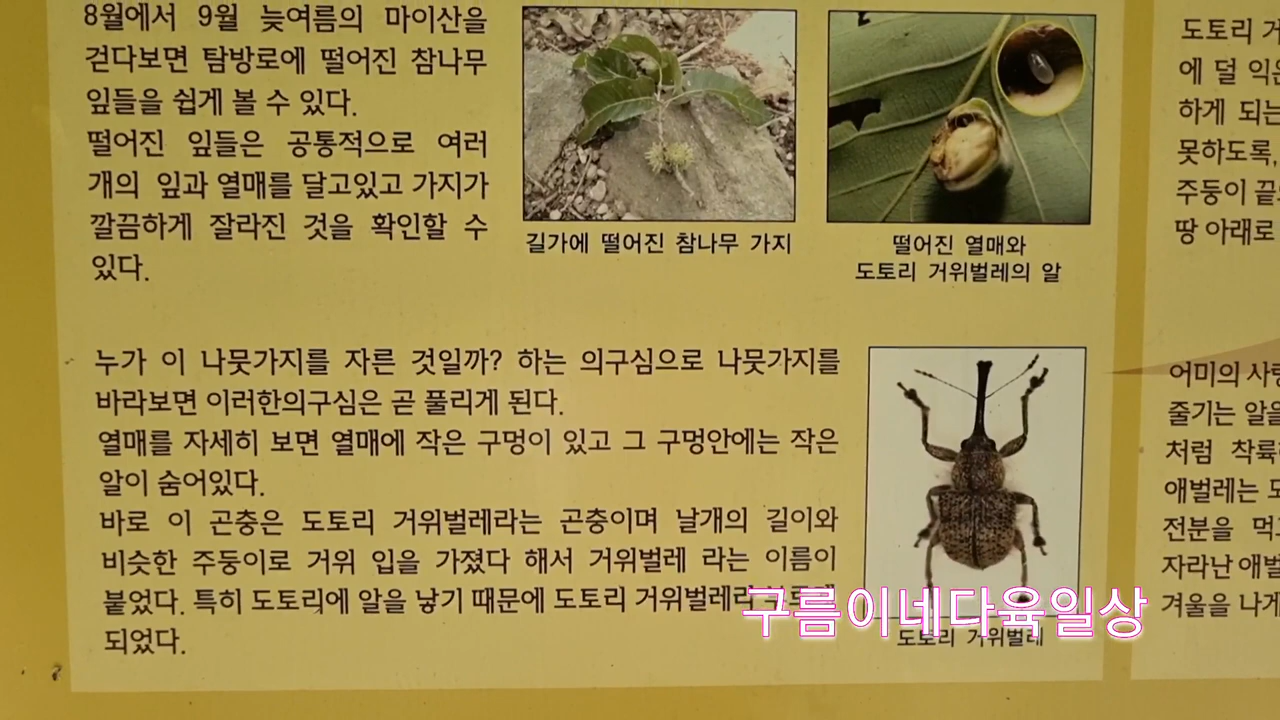 8월에서 9월 늦여름의 마이산을
걷다보면 탐방로에 떨어진 참나무
잎들을 쉽게 볼 수 있다.
떨어진 잎들은 공통적으로 여러
개의 잎과 열매를 달고있고 가지가
깔끔하게 잘라진 것을 확인할 수
있다.
길가에 떨어진 참나무 가지
떨어진 열매와
도토리 거위벌레의 알
누가 이 나뭇가지를 자른 것일까? 하는 의구심으로 나뭇가지를
바라보면 이러한의구심은 곧 풀리게 된다.
열매를 자세히 보면 열매에 작은 구멍이 있고 그 구멍안에는 작은
알이 숨어있다.
바로 이 곤충은 도토리 거위벌레라는 곤충이며 날개의 길이와
비슷한 주둥이로 거위 입을 가졌다 해서 거위벌레 라는 이름이
붙었다. 특히 도토리에 알을 낳기 때문에 도토리 거위벌레라
되었다.
도토리 거위벌레
구름이네다육일상
도토리
에 덜 익은
하게 되는
못하도록,
주둥이
땅 아래로
어미의
줄기는 알을
처럼 착륙
애벌레는
전분을
자라난
겨울을 나게